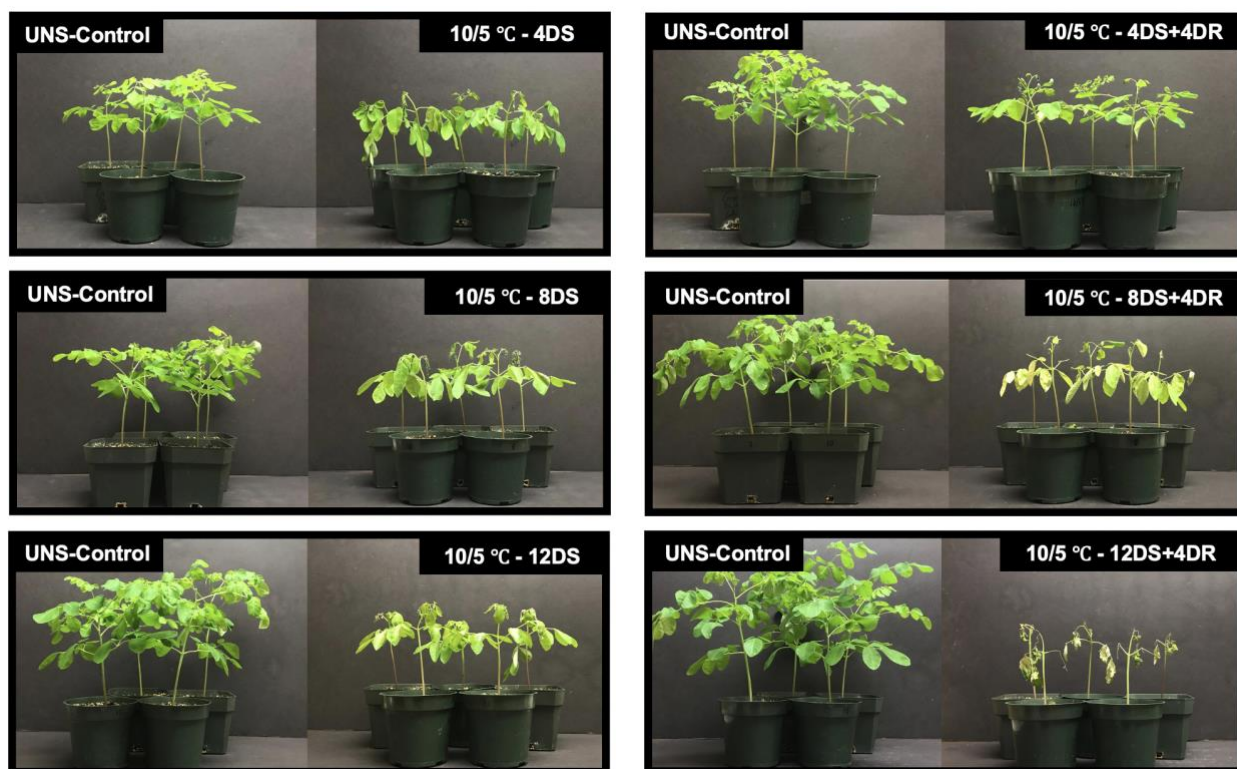 UNS-Control
10/5 ℃ - 4DS
UNS-Control
10/5 ℃ - 4DS+4DR
UNS-Control
10/5 ℃ - 8DS
UNS-Control
10/5 ℃ - 8DS+4DR
UNS-Control
10/5 ℃ - 12DS
UNS-Control
10/5 ℃ - 12DS+4DR